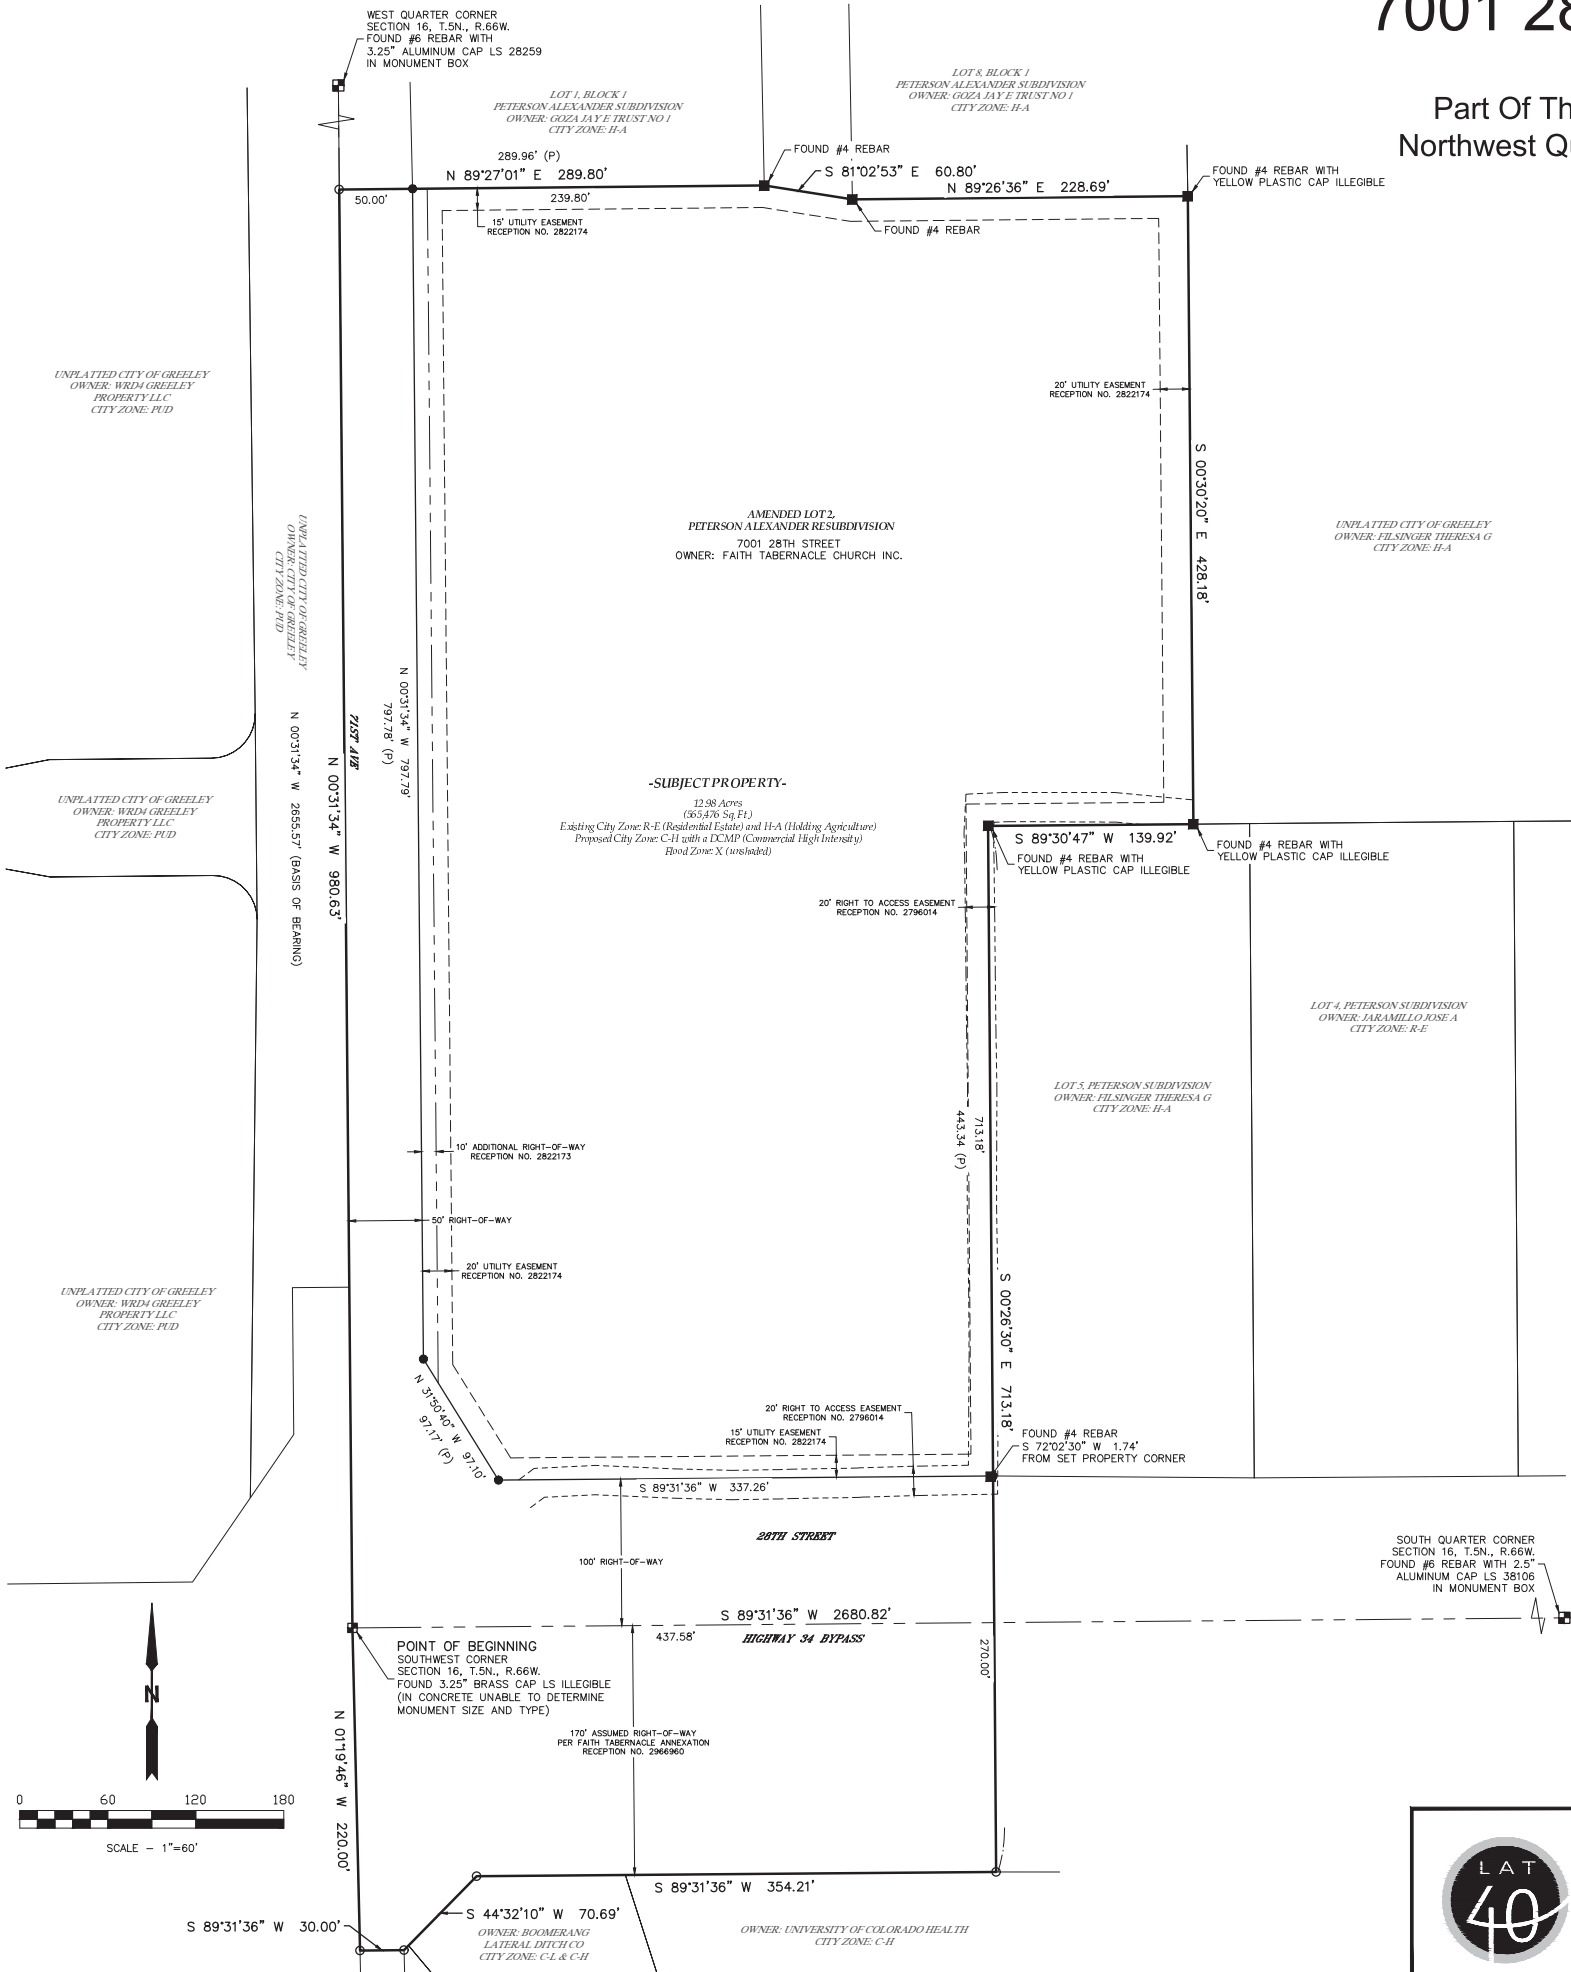 7001 28
Part Of Th
Northwest Qu
WEST QUARTER CORNER
SECTION 16, T.5N., R.66W.
FOUND #6 REBAR WITH
3.25" ALUMINUM CAP LS 28259
IN MONUMENT BOX
LOT 1, BLOCK 1
PETERSON ALEXANDER SUBDIVISION
OWNER: GOZA JAY E TRUST NO 1
CITY ZONE: H-A
LOT 8, BLOCK 1
PETERSON ALEXANDER SUBDIVISION
OWNER: GOZA JAY E TRUST NO 1
CITY ZONE: H-A
289.96' (P)
N 89°27'01" E 289.80'
FOUND #4 REBAR
S 81°02'53" E 60.80'
N 89°26'36" E 228.69'
FOUND #4 REBAR WITH
YELLOW PLASTIC CAP ILLEGIBLE
50.00'
239.80'
15' UTILITY EASEMENT
RECEPTION NO. 2822174
FOUND #4 REBAR
UNPLATTED CITY OF GREELEY
OWNER: WRD4 GREELEY
PROPERTY LLC
CITY ZONE: PUD
20' UTILITY EASEMENT
RECEPTION NO. 2822174
S 00°30'20" E 428.18'
AMENDED LOT 2,
PETERSON ALEXANDER RESUBDIVISION
7001 28TH STREET
OWNER: FAITH TABERNACLE CHURCH INC.
UNPLATTED CITY OF GREELEY
OWNER: FILSINGER THERESA G
CITY ZONE: H-A
UNPLATTED CITY OF GREELEY
OWNER: CITY OF GREELEY
CITY ZONE: PUD
N 00°31'34" W 2655.57' (BASIS OF BEARING)
71ST AVE
N 00°31'34" W 980.63'
N 00°31'34" W 797.79'
797.78' (P)
-SUBJECT PROPERTY-
12.98 Acres
(565,476 Sq.Ft.)
Existing City Zone: R-E (Residential Estate) and H-A (Holding Agriculture)
Proposed City Zone: C-H with a DCMP (Commercial High Intensity)
Flood Zone: X (unshaded)
UNPLATTED CITY OF GREELEY
OWNER: WRD4 GREELEY
PROPERTY LLC
CITY ZONE: PUD
S 89°30'47" W 139.92'
FOUND #4 REBAR WITH
YELLOW PLASTIC CAP ILLEGIBLE
FOUND #4 REBAR WITH
YELLOW PLASTIC CAP ILLEGIBLE
20' RIGHT TO ACCESS EASEMENT
RECEPTION NO. 2796014
LOT 4, PETERSON SUBDIVISION
OWNER: JARAMILLO JOSE A
CITY ZONE: R-E
LOT 5, PETERSON SUBDIVISION
OWNER: FILSINGER THERESA G
CITY ZONE: H-A
713.18'
443.34 (P)
10' ADDITIONAL RIGHT-OF-WAY
RECEPTION NO. 2822173
50' RIGHT-OF-WAY
20' UTILITY EASEMENT
RECEPTION NO. 2822174
UNPLATTED CITY OF GREELEY
OWNER: WRD4 GREELEY
PROPERTY LLC
CITY ZONE: PUD
S 00°26'30" E 713.18'
N 31°50'40" W 97.10'
97.17' (P)
20' RIGHT TO ACCESS EASEMENT
RECEPTION NO. 2796014
15' UTILITY EASEMENT
RECEPTION NO. 2822174
FOUND #4 REBAR
S 72°02'30" W 1.74'
FROM SET PROPERTY CORNER
S 89°31'36" W 337.26'
28TH STREET
100' RIGHT-OF-WAY
SOUTH QUARTER CORNER
SECTION 16, T.5N., R.66W.
FOUND #6 REBAR WITH 2.5"
ALUMINUM CAP LS 38106
IN MONUMENT BOX
S 89°31'36" W 2680.82'
437.58'
HIGHWAY 34 BYPASS
270.00'
POINT OF BEGINNING
SOUTHWEST CORNER
SECTION 16, T.5N., R.66W.
FOUND 3.25" BRASS CAP LS ILLEGIBLE
(IN CONCRETE UNABLE TO DETERMINE
MONUMENT SIZE AND TYPE)
N
N 01°19'46" W 220.00'
170' ASSUMED RIGHT-OF-WAY
PER FAITH TABERNACLE ANNEXATION
RECEPTION NO. 2966960
0 60 120 180
SCALE - 1"=60'
S 89°31'36" W 354.21'
S 44°32'10" W 70.69'
S 89°31'36" W 30.00'
OWNER: BOOMERANG
LATERAL DITCH CO
CITY ZONE: C-L & C-H
OWNER: UNIVERSITY OF COLORADO HEALTH
CITY ZONE: C-H
LAT
40